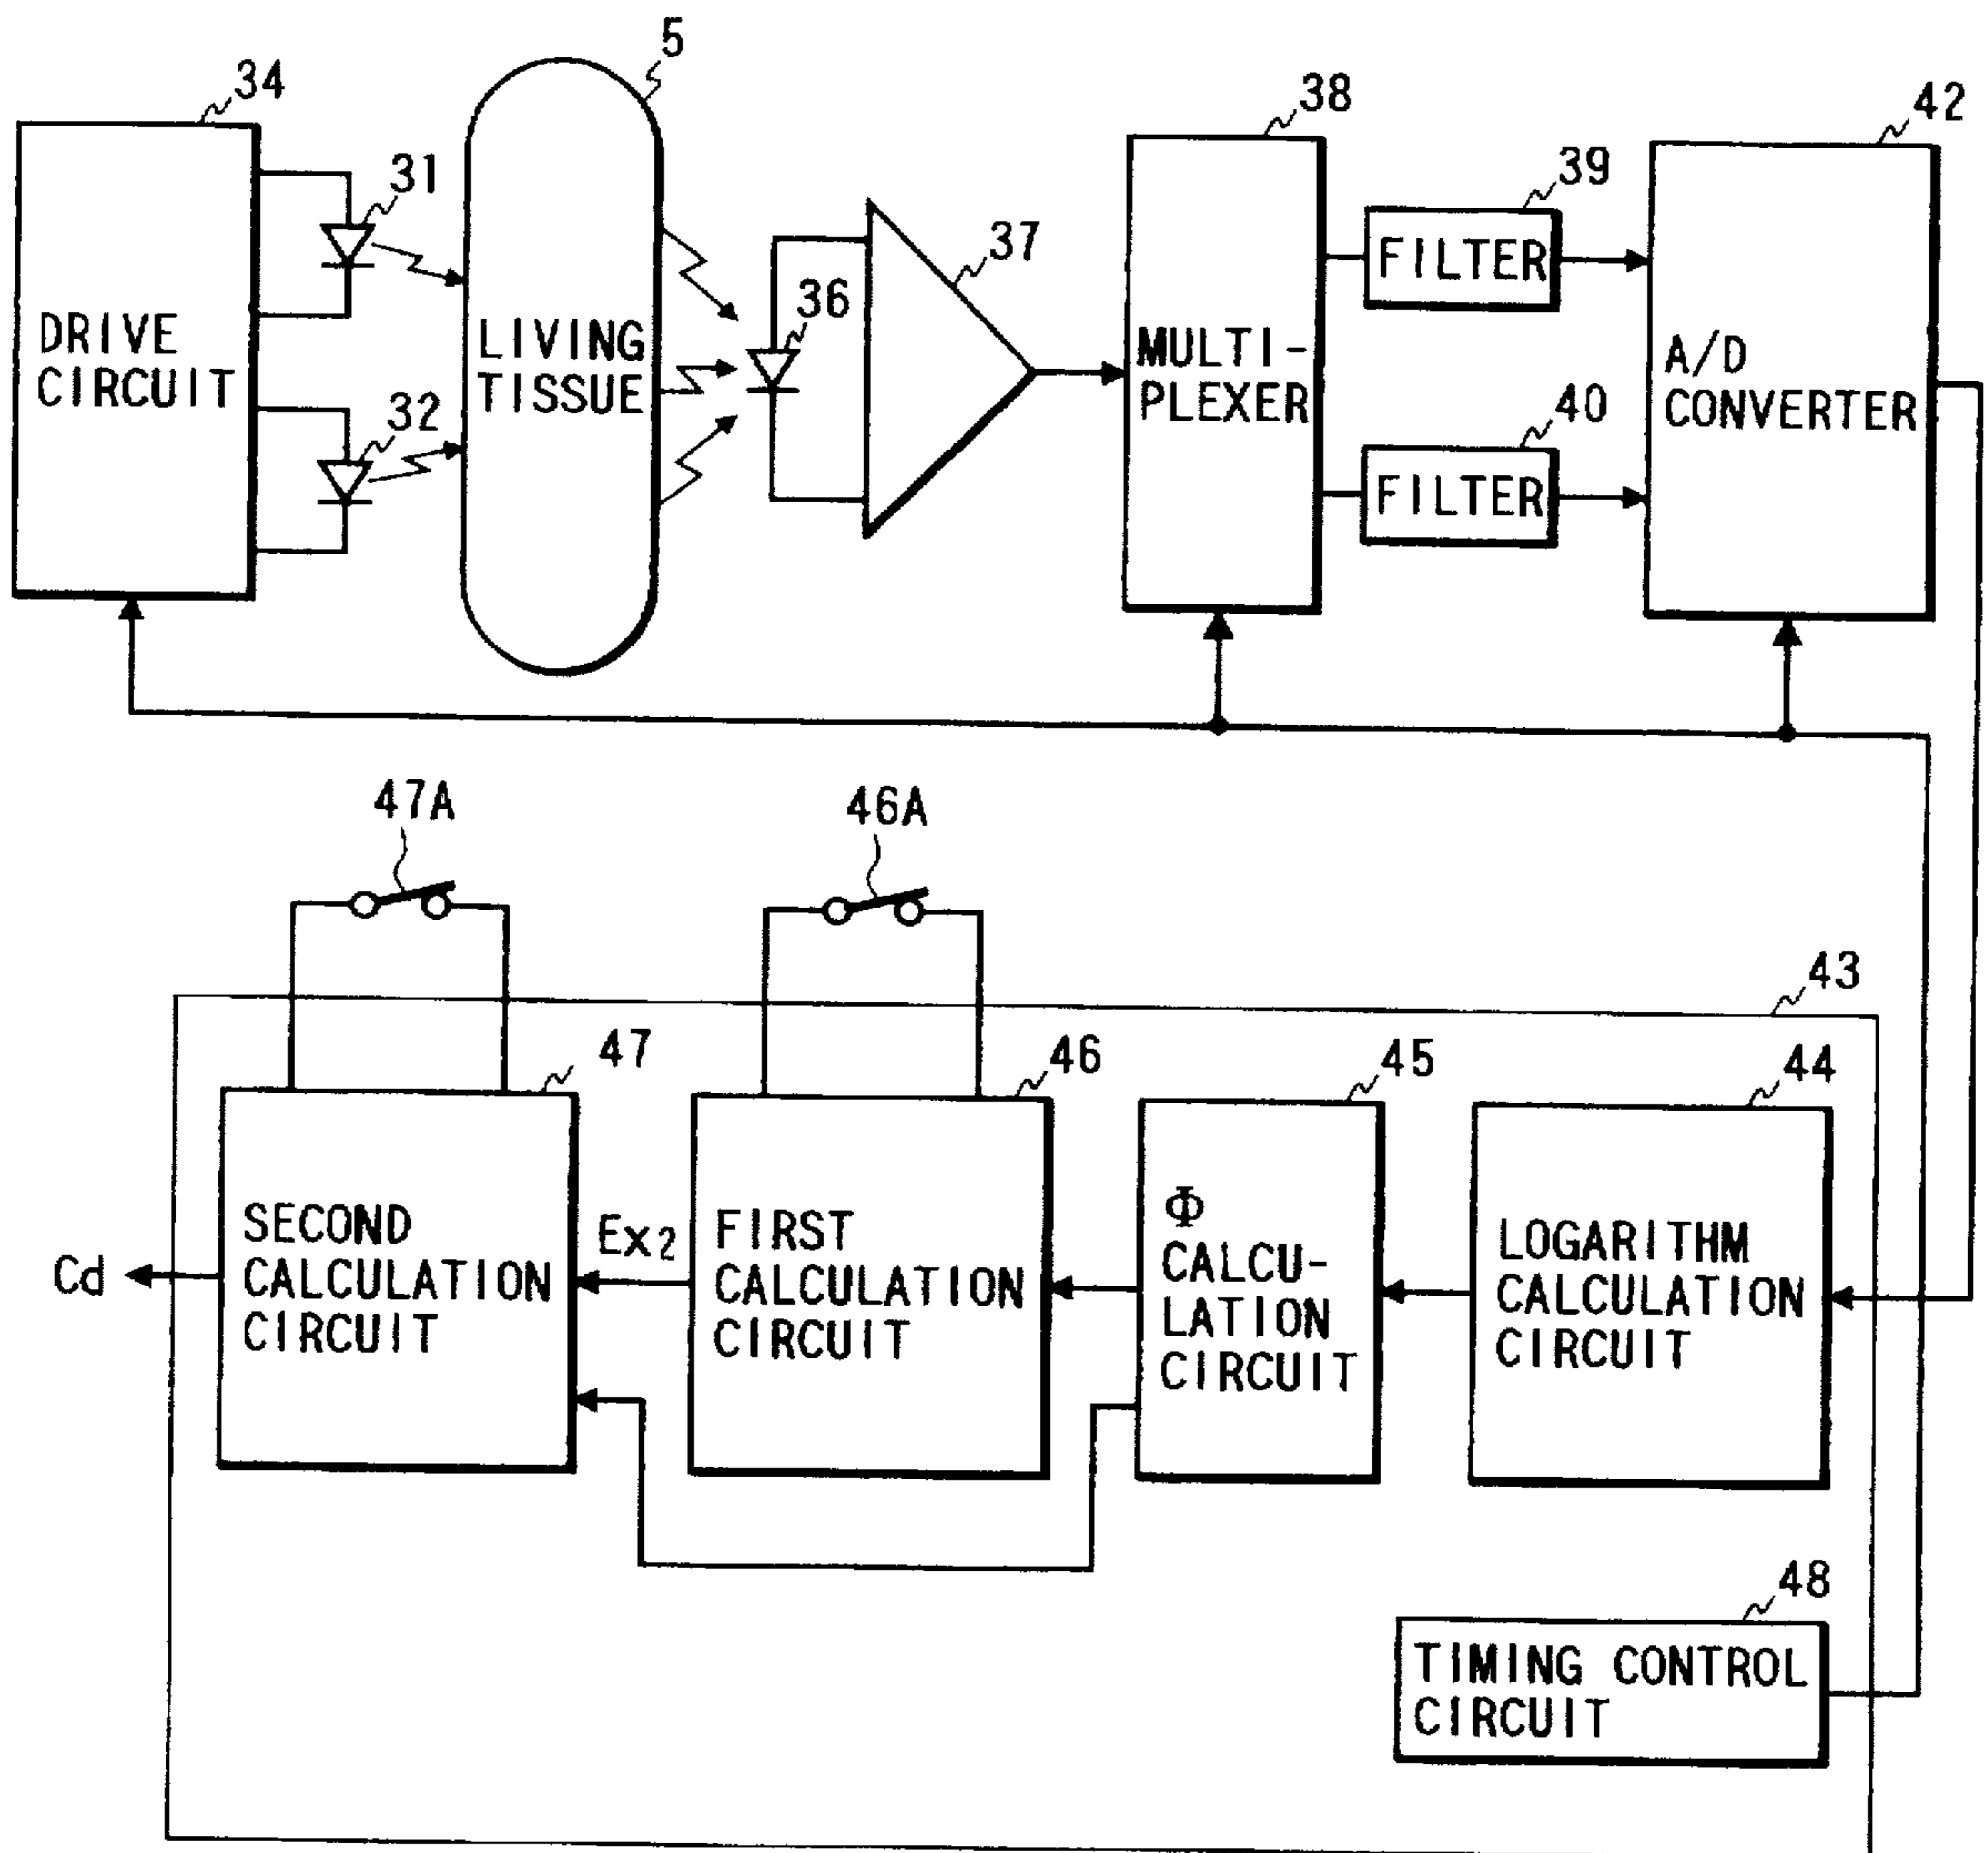 5
34
38
42
31
39
37
FILTER
36
DRIVE
CIRCUIT
LIVING
TISSUE
MULTI-
PLEXER
A/D
CONVERTER
32
40
FILTER
47A
46A
43
47
46
45
44
SECOND
CALCULATION
CIRCUIT
Ex2
FIRST
CALCULATION
CIRCUIT
Φ
CALCU-
LATION
CIRCUIT
LOGARITHM
CALCULATION
CIRCUIT
Cd
48
TIMING CONTROL
CIRCUIT